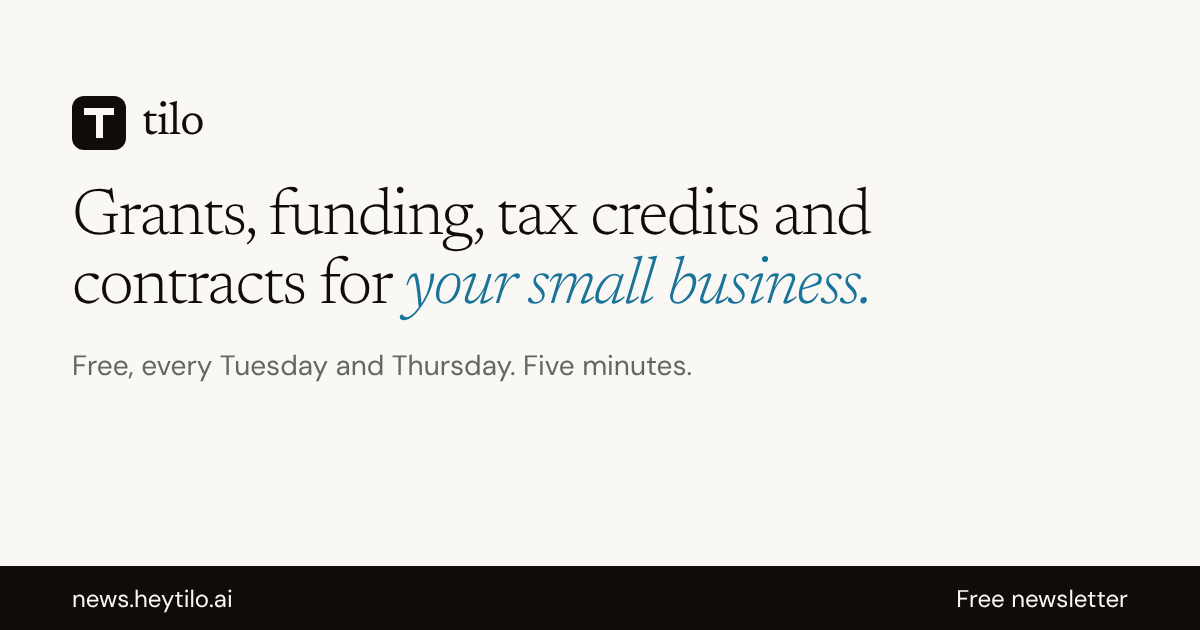 T tilo
Grants, funding, tax credits and
contracts for your small business.
Free, every Tuesday and Thursday. Five minutes.
news.heytilo.ai
Free newsletter